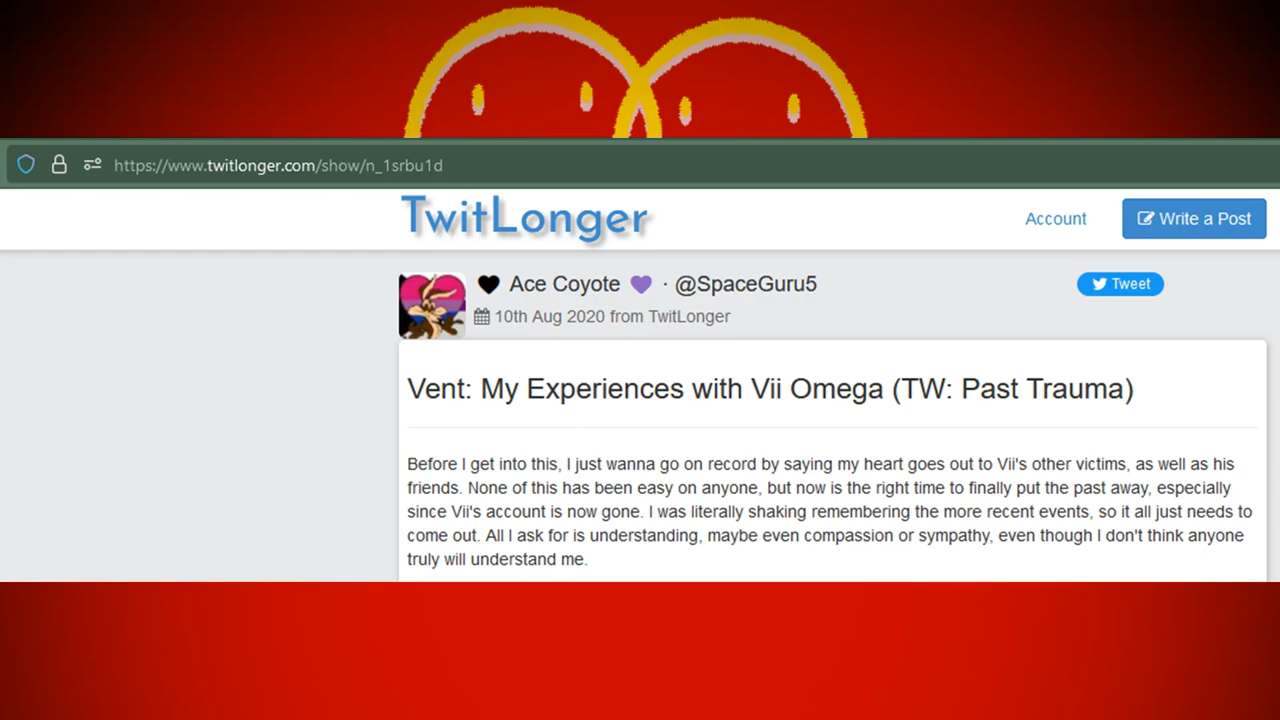 https://www.twitlonger.com/show/n_1srbu1d
TwitLonger
Account
Write a Post
Ace Coyote · @SpaceGuru5
Tweet
10th Aug 2020 from TwitLonger
Vent: My Experiences with Vii Omega (TW: Past Trauma)
Before I get into this, I just wanna go on record by saying my heart goes out to Vii's other victims, as well as his
friends. None of this has been easy on anyone, but now is the right time to finally put the past away, especially
since Vii's account is now gone. I was literally shaking remembering the more recent events, so it all just needs to
come out. All I ask for is understanding, maybe even compassion or sympathy, even though I don't think anyone
truly will understand me.